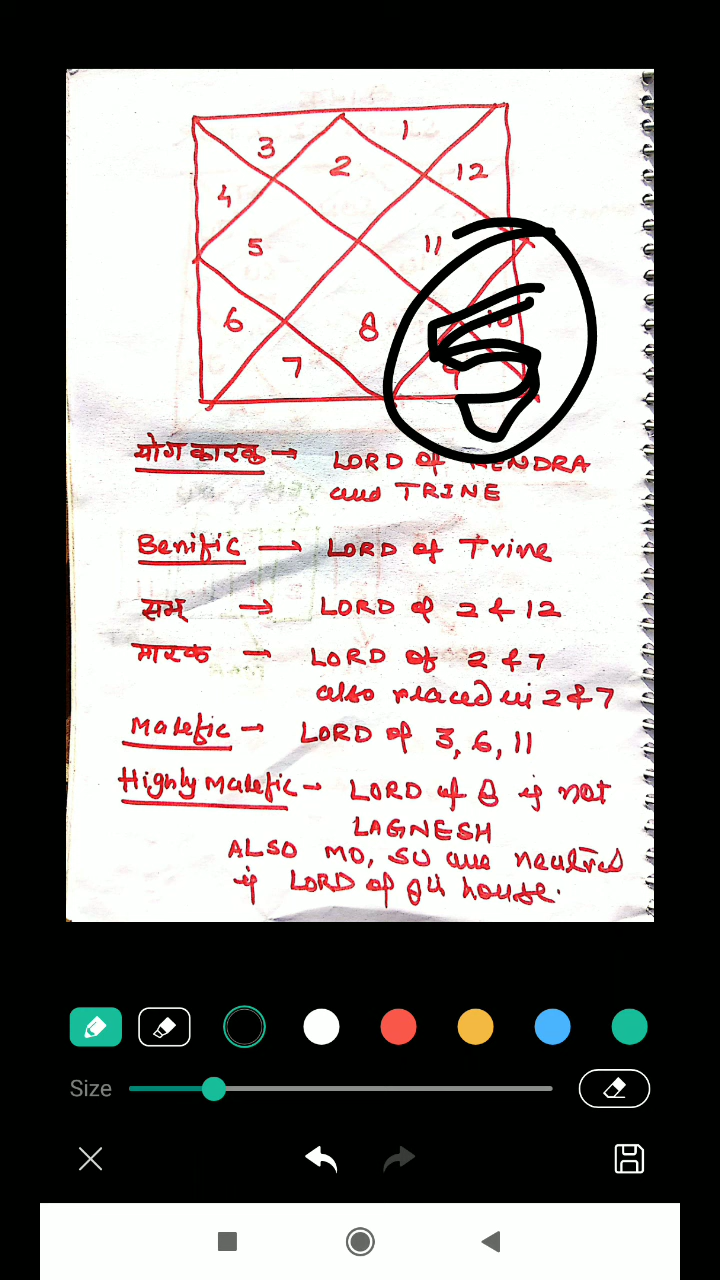 3
1
2
12
4
5
11
6
8
10
7
योगकारक → LORD of KENDRA
and TRINE
Benific → LORD of Trine
सम → LORD of 2 & 12
मारक → LORD of 2 & 7
also placed in 2 & 7
Malefic → LORD of 3, 6, 11
Highly Malefic → LORD of 8 if not
LAGNESH
ALSO MO, SU are neutral
if LORD of 8th house.
Size